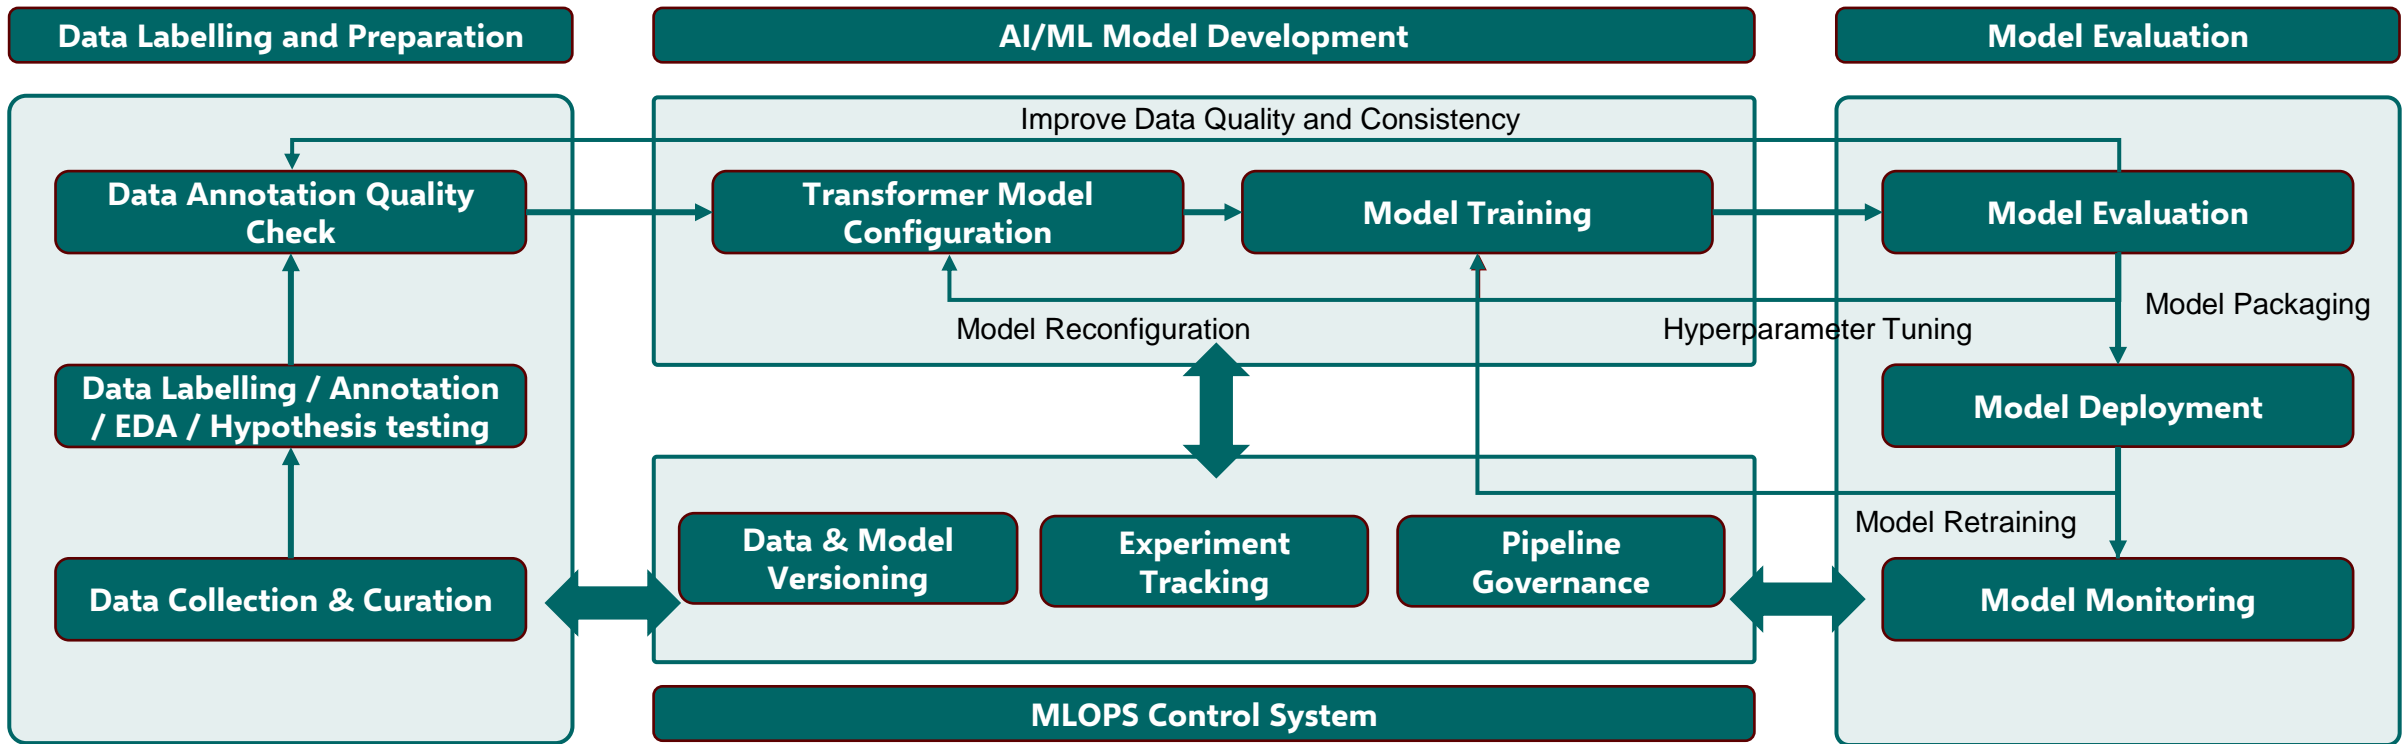 Data Labelling and Preparation
AI/ML Model Development
Model Evaluation
Improve Data Quality and Consistency
Data Annotation Quality
Check
Transformer Model
Configuration
Model Training
Model Evaluation
Model Packaging
Model Reconfiguration
Hyperparameter Tuning
Data Labelling / Annotation
/ EDA / Hypothesis testing
Model Deployment
Data & Model
Versioning
Experiment
Tracking
Pipeline
Governance
Model Retraining
Data Collection & Curation
Model Monitoring
MLOPS Control System